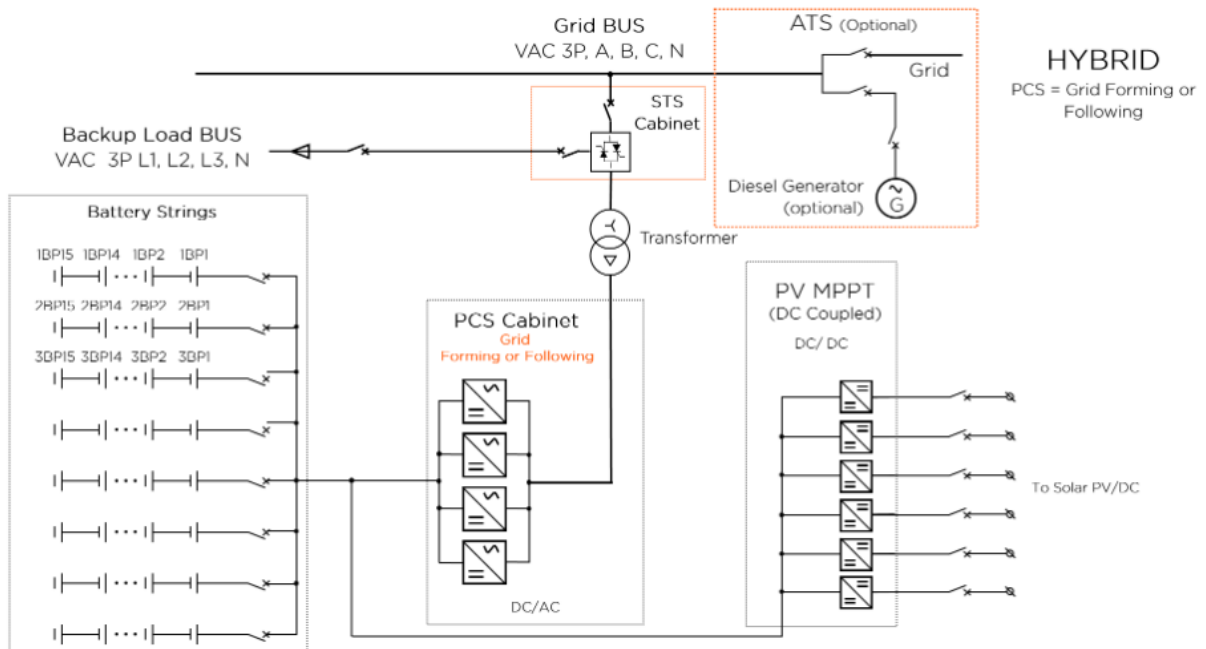 Grid BUS
VAC 3P, A, B, C, N
ATS (Optional)
Grid
HYBRID
PCS = Grid Forming or
Following
STS
Cabinet
Backup Load BUS
VAC 3P L1, L2, L3, N
Diesel Generator
(optional)
G
Transformer
Battery Strings
1BP15 1BP14 1BP2 1BP1
2BP15 2BP14 2BP2 2BP1
3BP15 3BP14 3BP2 3BP1
PCS Cabinet
Grid
Forming or Following
DC/AC
PV MPPT
(DC Coupled)
DC/ DC
To Solar PV/DC